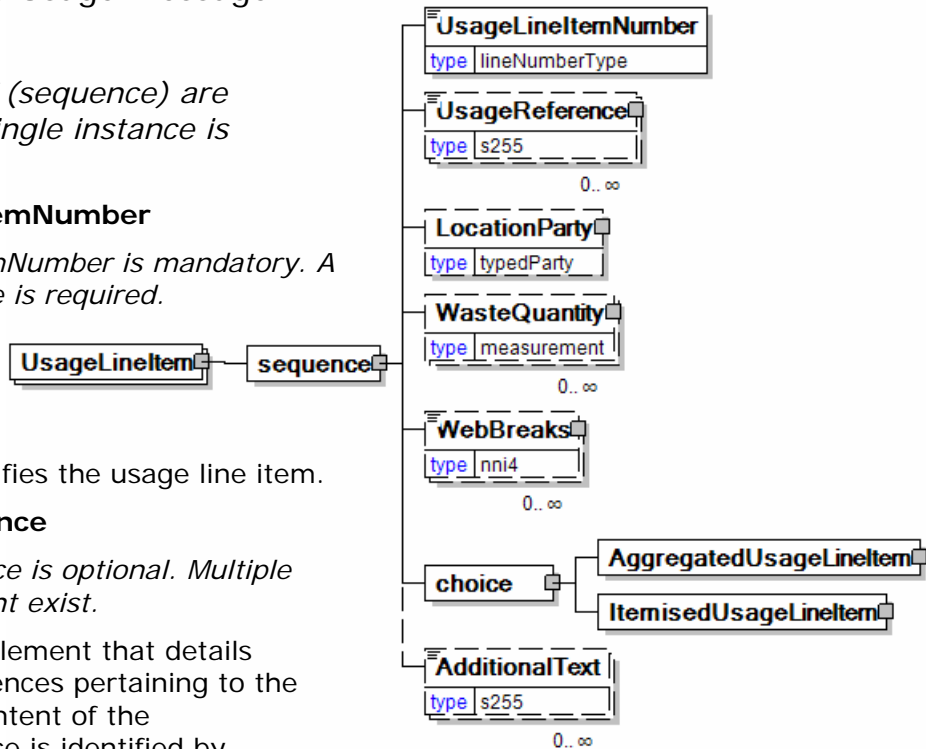 Usage Message
(sequence) are
ingle instance is
emNumber
mNumber is mandatory. A
e is required.
fies the usage line item.
nce
ce is optional. Multiple
nt exist.
lement that details
ences pertaining to the
ntent of the
ce is identified by
UsageLineItem
sequence
UsageLineItemNumber
type lineNumberType
UsageReference
type s255
0.. ∞
LocationParty
type typedParty
WasteQuantity
type measurement
0.. ∞
WebBreaks
type nni4
0.. ∞
choice
AggregatedUsageLineItem
ItemisedUsageLineItem
AdditionalText
type s255
0.. ∞